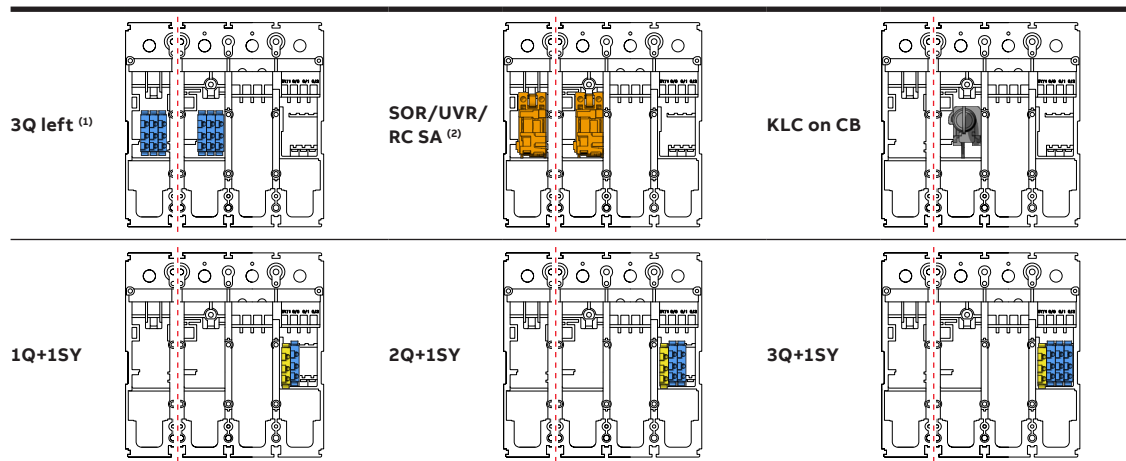 3Q left (1)
SOR/UVR/
RC SA (2)
KLC on CB
1Q+1SY
2Q+1SY
3Q+1SY